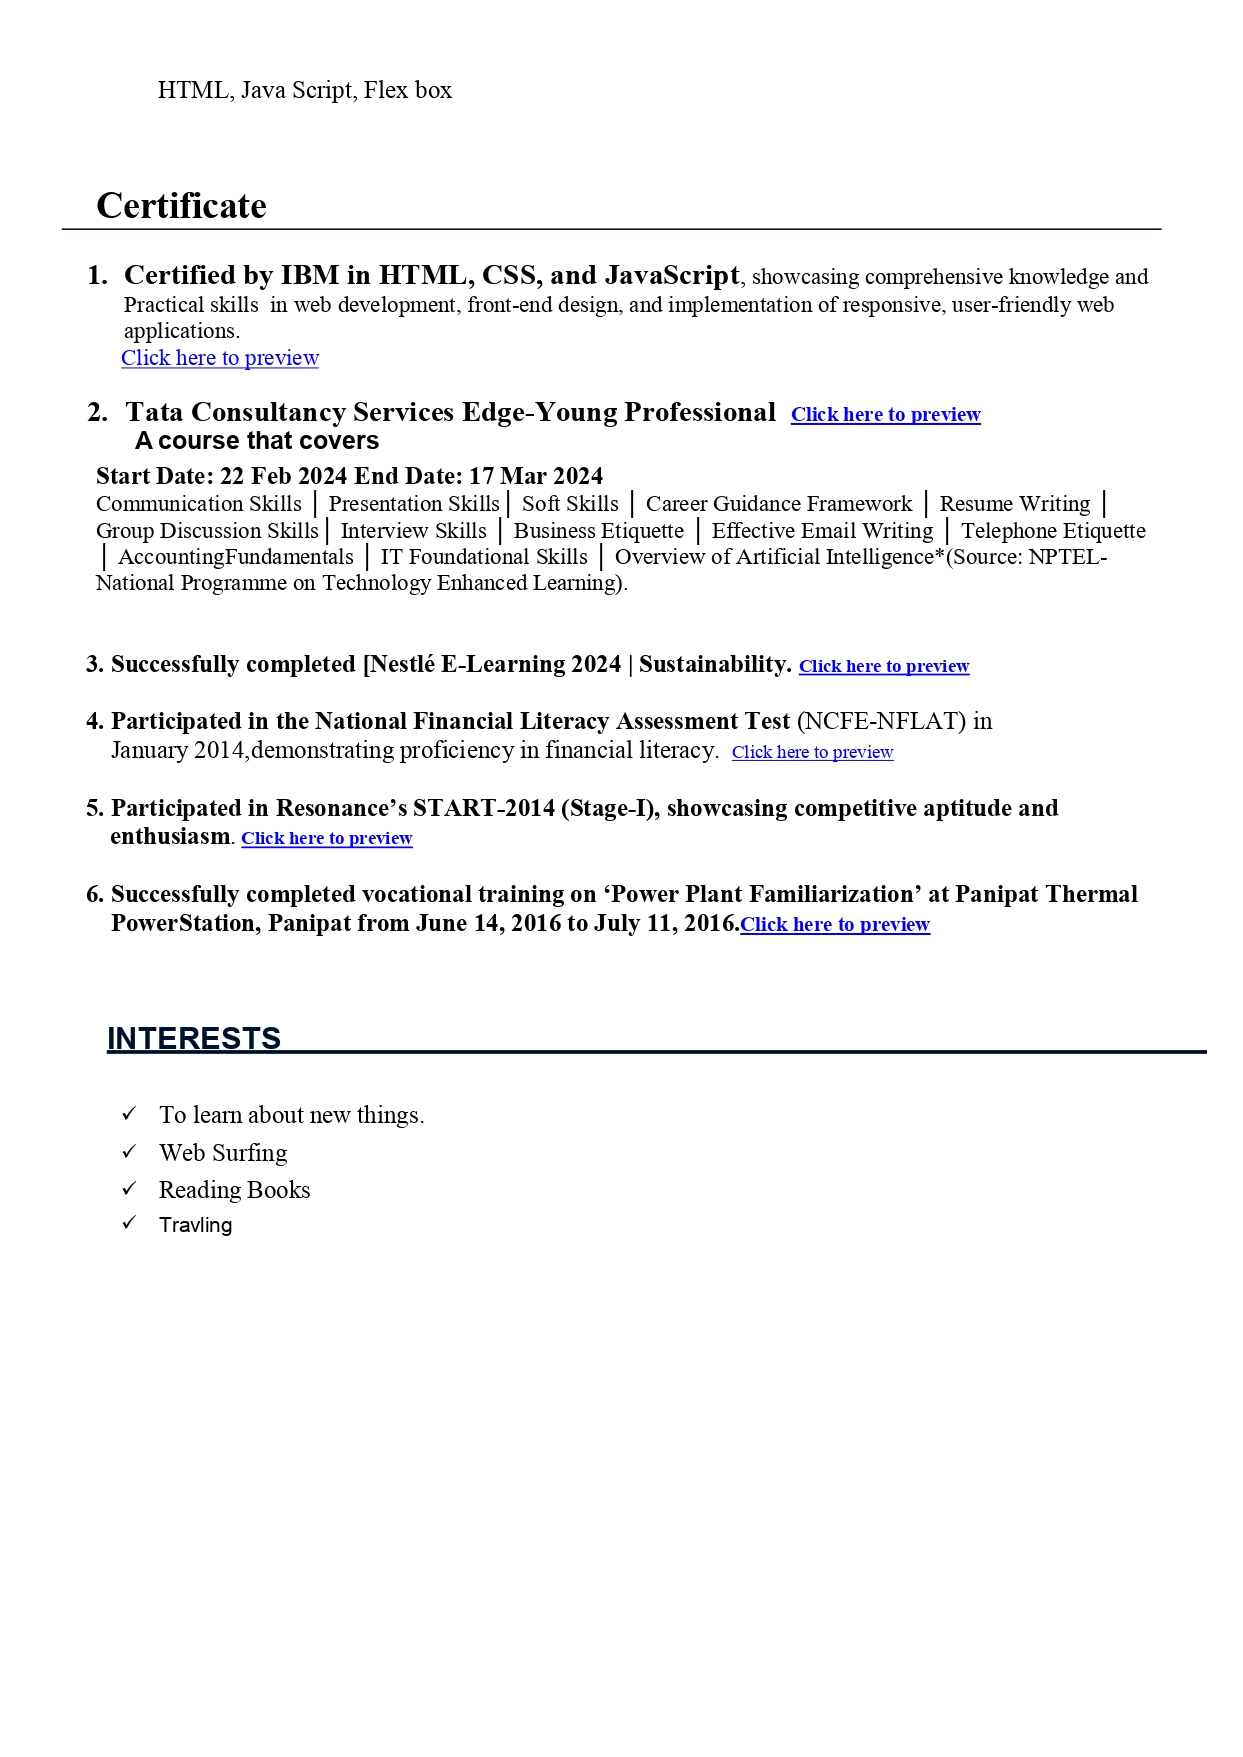 HTML, Java Script, Flex box
Certificate
1. Certified by IBM in HTML, CSS, and JavaScript, showcasing comprehensive knowledge and
Practical skills in web development, front-end design, and implementation of responsive, user-friendly web
applications.
Click here to preview
2. Tata Consultancy Services Edge-Young Professional Click here to preview
A course that covers
Start Date: 22 Feb 2024 End Date: 17 Mar 2024
Communication Skills │ Presentation Skills│ Soft Skills │ Career Guidance Framework │ Resume Writing │
Group Discussion Skills│ Interview Skills │ Business Etiquette │ Effective Email Writing │ Telephone Etiquette
│ AccountingFundamentals │ IT Foundational Skills │ Overview of Artificial Intelligence*(Source: NPTEL-
National Programme on Technology Enhanced Learning).
3. Successfully completed [Nestlé E-Learning 2024 | Sustainability. Click here to preview
4. Participated in the National Financial Literacy Assessment Test (NCFE-NFLAT) in
January 2014,demonstrating proficiency in financial literacy. Click here to preview
5. Participated in Resonance’s START-2014 (Stage-I), showcasing competitive aptitude and
enthusiasm. Click here to preview
6. Successfully completed vocational training on ‘Power Plant Familiarization’ at Panipat Thermal
PowerStation, Panipat from June 14, 2016 to July 11, 2016.Click here to preview
INTERESTS
✓ To learn about new things.
✓ Web Surfing
✓ Reading Books
✓ Travling